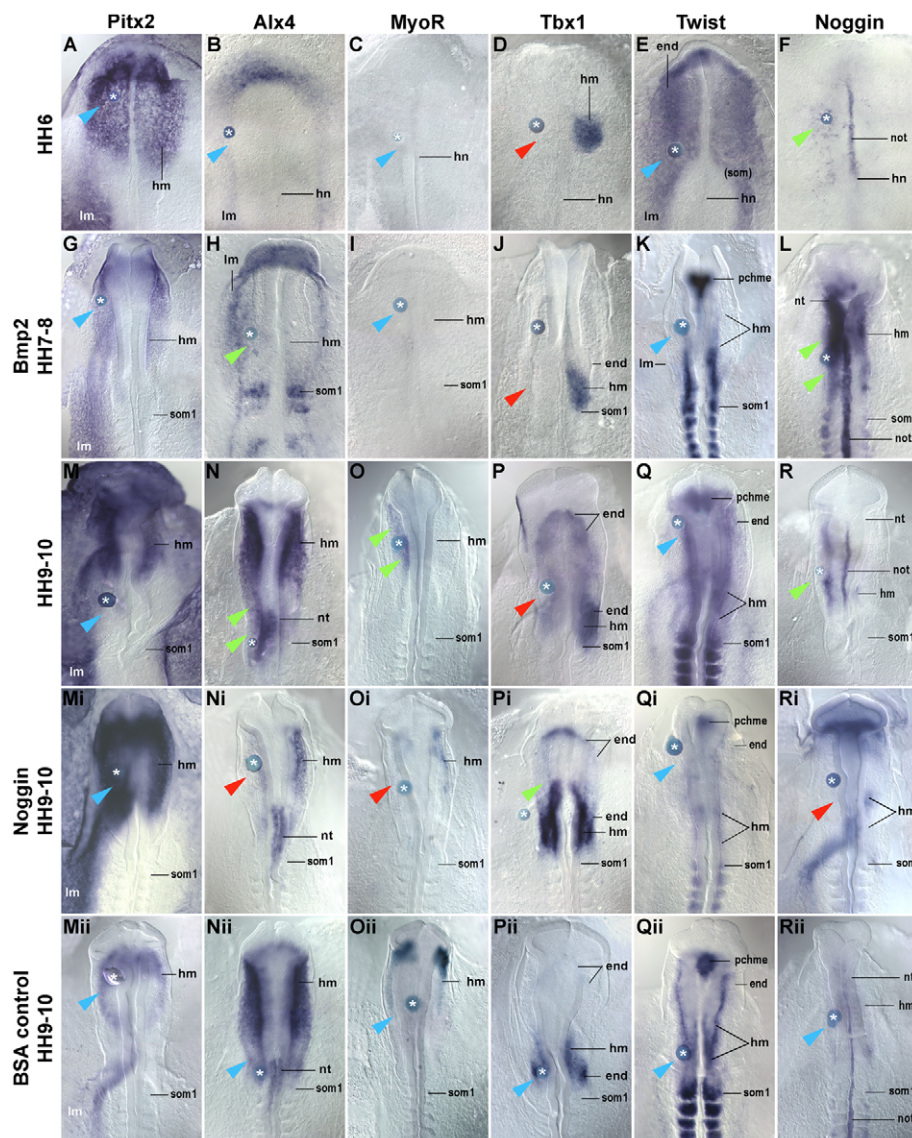 Pitx2 Alx4 MyoR Tbx1 Twist Noggin
HH6
A hm lm
B hn lm
C hn
D hm hn
E end (som) lm hn
F not hn
Bmp2
HH7-8
G hm som1 lm
H lm hm som1
I hm som1
J end hm som1
K pchme hm lm som1
L nt hm som not
HH9-10
M hm som1 lm
N hm nt som1
O hm som1
P end end hm som1
Q pchme end hm som1
R nt not hm som1
Noggin
HH9-10
Mi hm som1 lm
Ni hm nt som1
Oi hm som1
Pi end end hm som1
Qi pchme end hm som1
Ri hm som
BSA control
HH9-10
Mii hm som1 lm
Nii hm nt som1
Oii hm som1
Pii end hm end som1
Qii pchme end hm som1
Rii nt hm som1 not